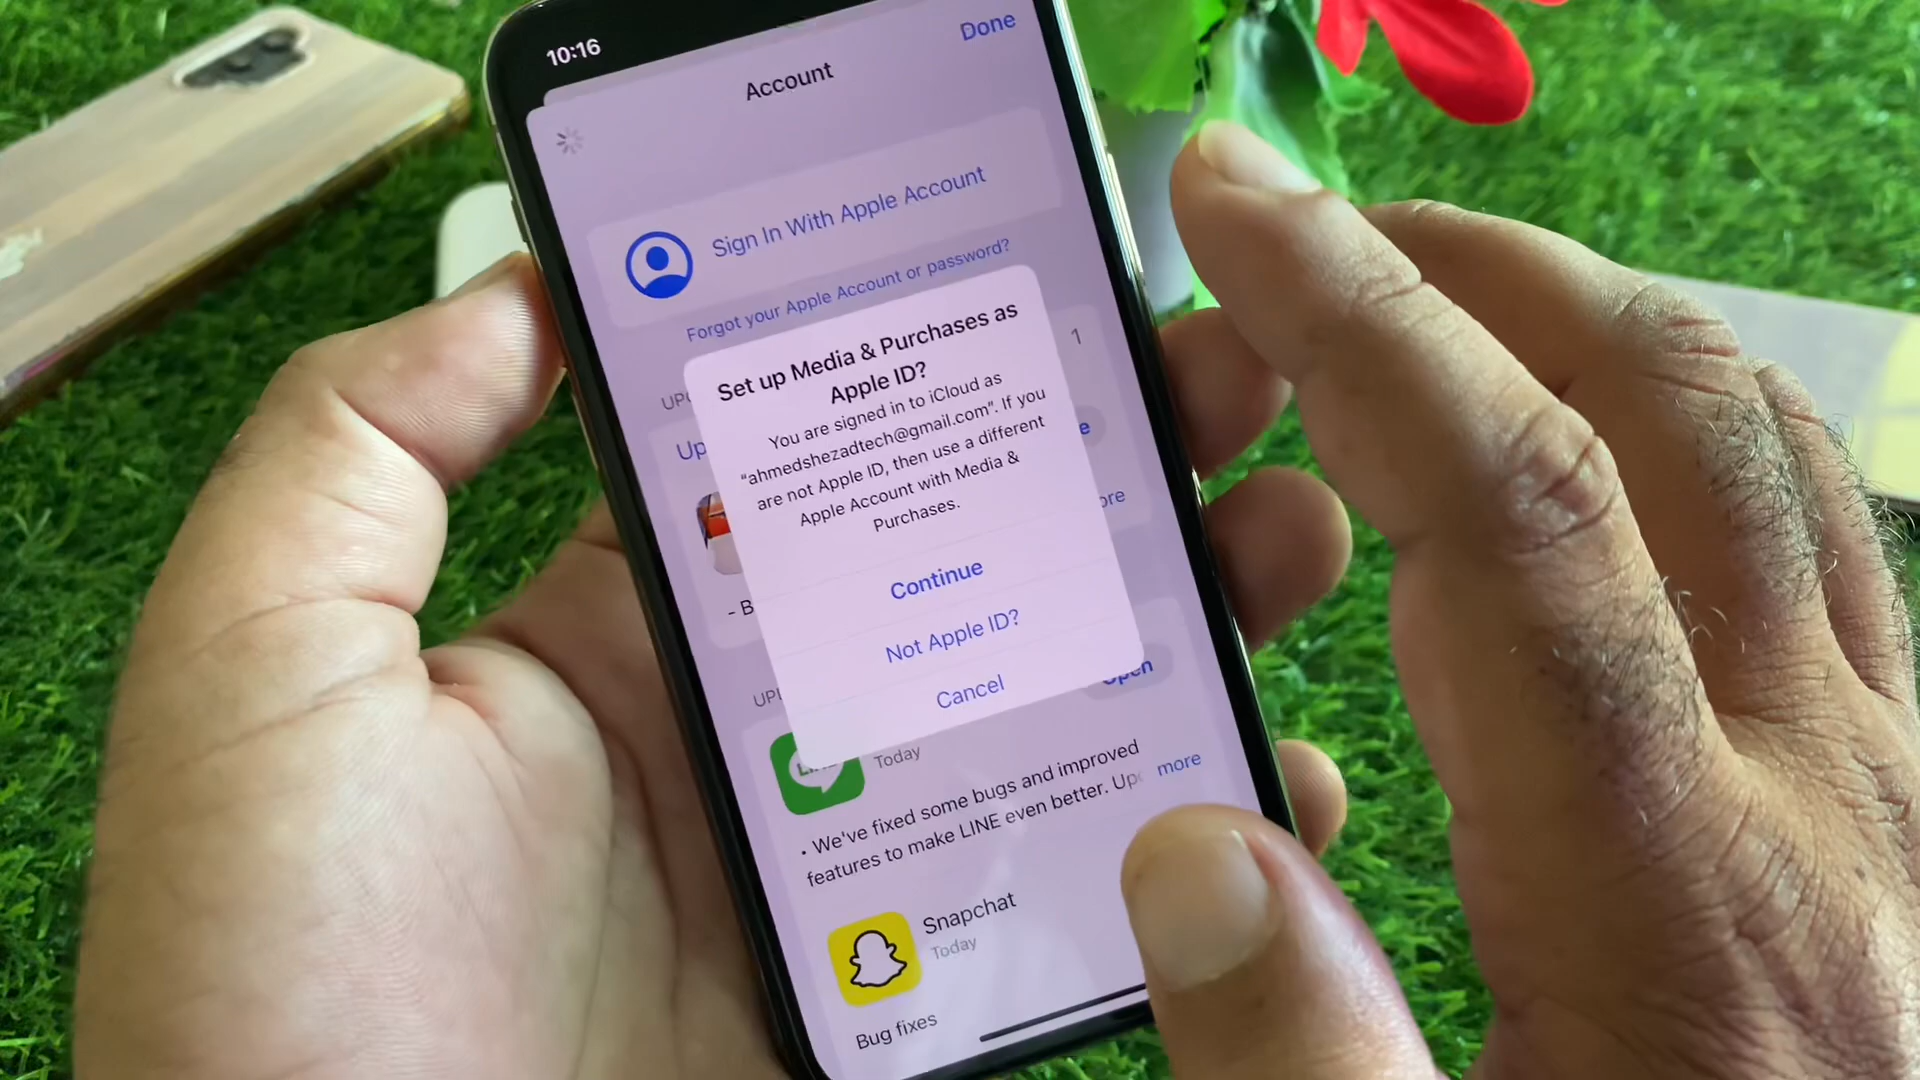 10:16
Done
Account
Sign In With Apple Account
Forgot your Apple Account or password?
1
Set up Media & Purchases as
Apple ID?
You are signed in to iCloud as
"ahmedshezadtech@gmail.com". If you
are not Apple ID, then use a different
Apple Account with Media &
Purchases.
- B
Continue
Not Apple ID?
Cancel
Open
Today
• We've fixed some bugs and improved
features to make LINE even better. Up
more
Snapchat
Today
Bug fixes